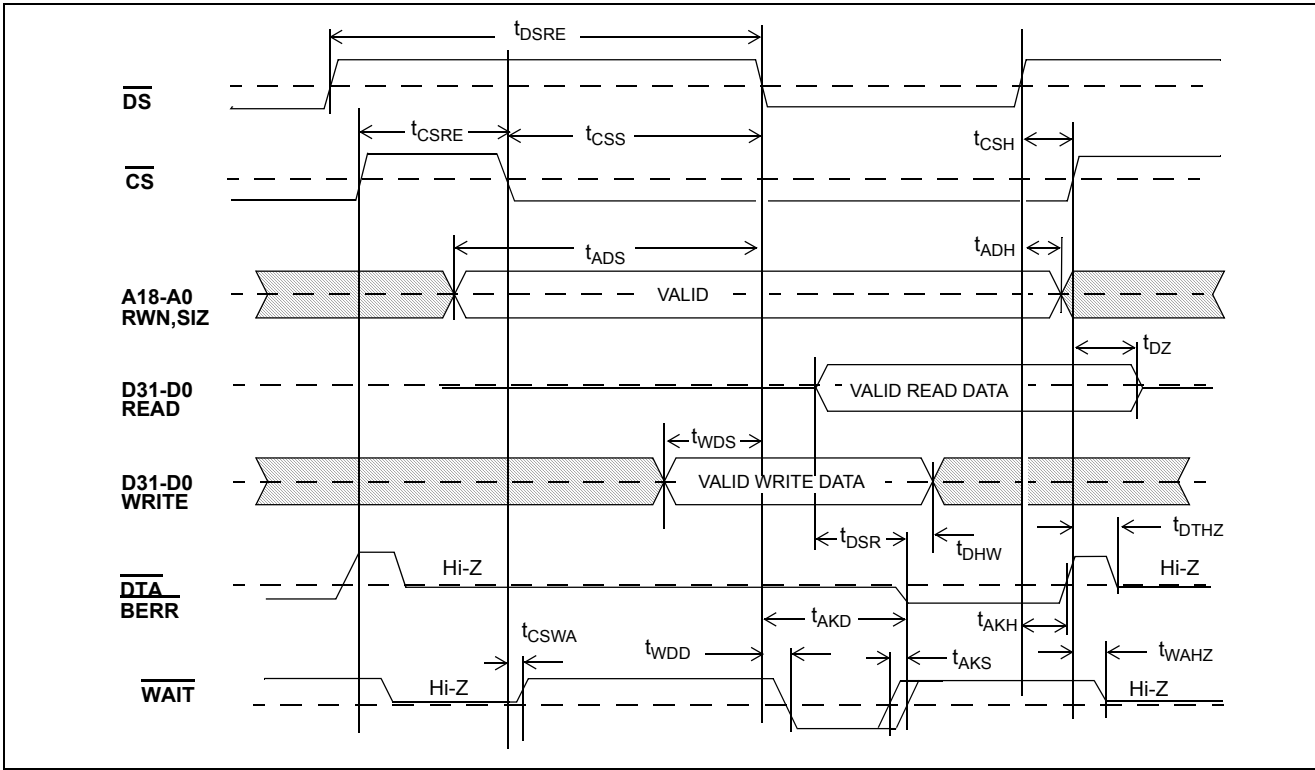 tDSRE
DS
tCSRE
tCSS
tCSH
CS
tADS
tADH
A18-A0
RWN,SIZ
VALID
tDZ
D31-D0
READ
VALID READ DATA
tWDS
D31-D0
WRITE
VALID WRITE DATA
tDSR
tDHW
tDTHZ
DTA
BERR
Hi-Z
Hi-Z
tAKD
tAKH
tCSWA
tWDD
tAKS
tWAHZ
WAIT
Hi-Z
Hi-Z